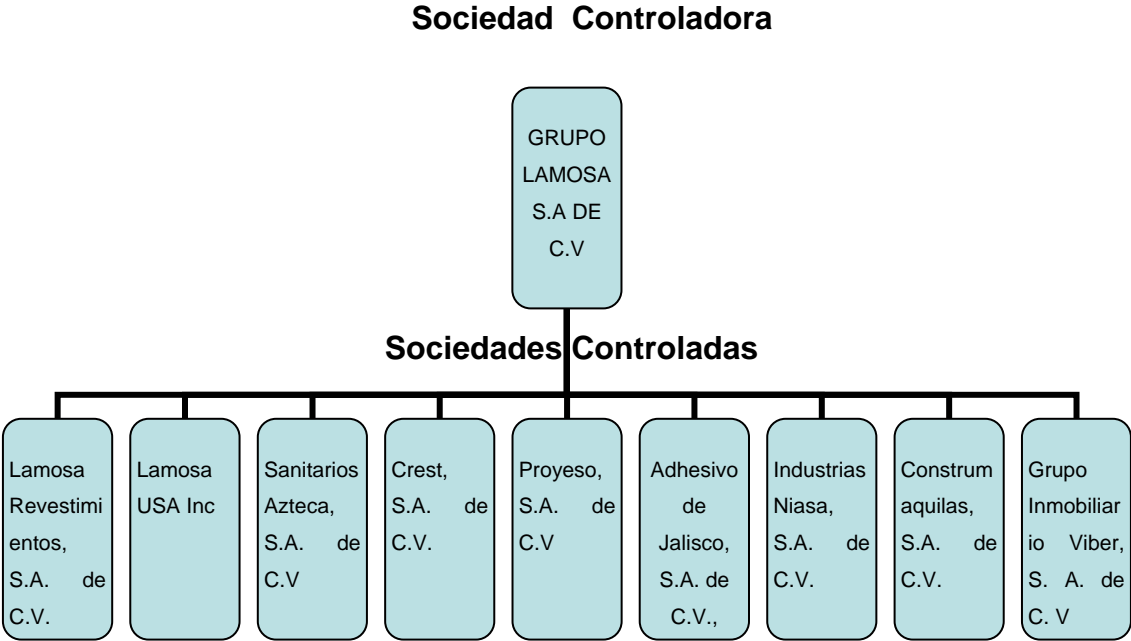 Sociedad Controladora
GRUPO
LAMOSA
S.A DE
C.V
Sociedades Controladas
Lamosa
Revestimi
entos,
S.A. de
C.V.
Lamosa
USA Inc
Sanitarios
Azteca,
S.A. de
C.V
Crest,
S.A. de
C.V.
Proyeso,
S.A. de
C.V
Adhesivo
de
Jalisco,
S.A. de
C.V.,
Industrias
Niasa,
S.A. de
C.V.
Construm
aquilas,
S.A. de
C.V.
Grupo
Inmobiliar
io Viber,
S. A. de
C. V